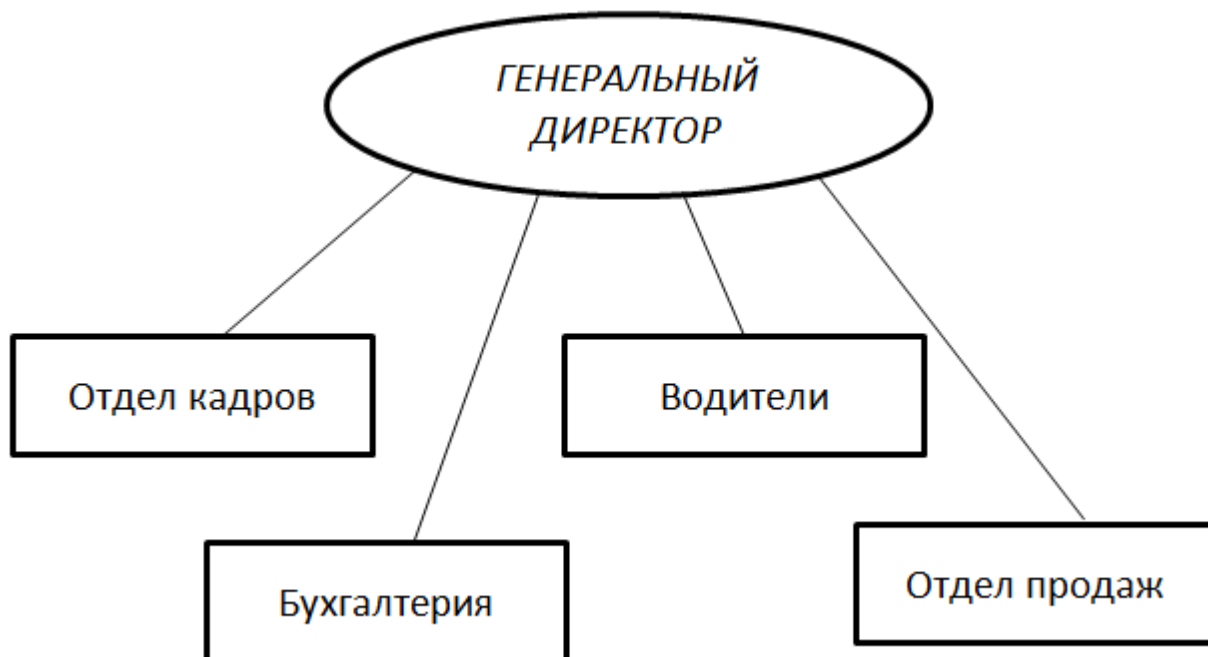 ГЕНЕРАЛЬНЫЙ
ДИРЕКТОР
Отдел кадров
Водители
Бухгалтерия
Отдел продаж